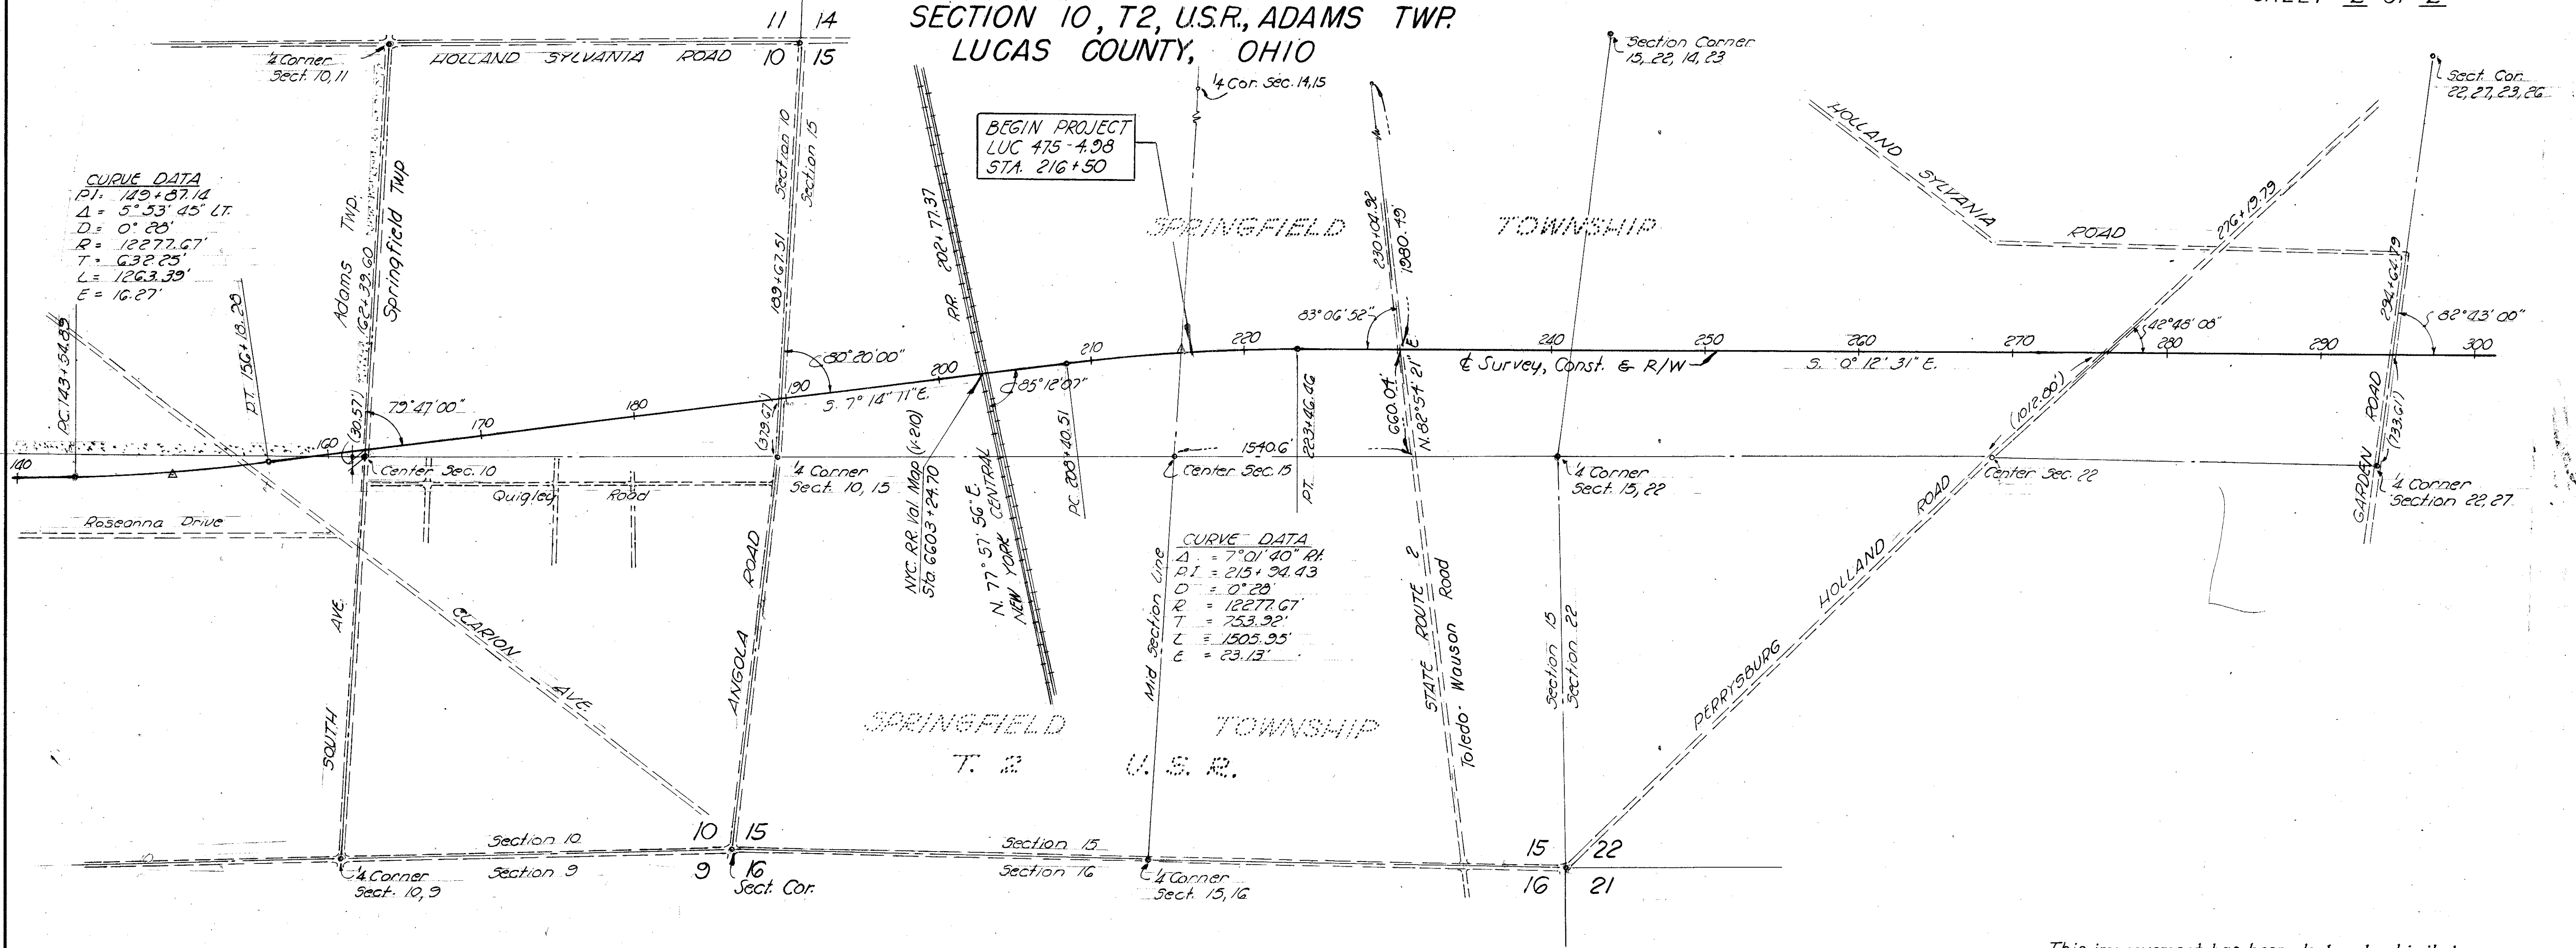 SHEET 2 OF 2
SECTION 10, T2, U.S.R., ADAMS TWP.
LUCAS COUNTY, OHIO
11 14
10 15
HOLLAND SYLVANIA ROAD
1/4 Corner
Sect. 10, 11
Section Corner
15, 22, 14, 23
Sect. Cor.
22, 27, 23, 26
1/4 Cor. Sec. 14, 15
BEGIN PROJECT
LUC 475-4.98
STA. 216+50
CURVE DATA
PI= 149+87.14
Δ = 5° 53' 45" LT.
D = 0° 28'
R = 12277.67'
T = 632.25'
L = 1263.39'
E = 16.27'
P.C. 143+54.89
P.T. 156+18.28
Adams TWP.
162+39.60
Springfield TWP
Section 10
Section 15
189+67.51
RR. 202+77.37
SPRINGFIELD TOWNSHIP
230+04.92
1980.49'
HOLLAND SYLVANIA ROAD
276+19.79
294+64.79
83° 06' 52"
42° 48' 08"
82° 43' 00"
80° 20' 00"
85° 12' 07"
79° 47' 00"
140
160
170
180
190
200
210
220
240
250
260
270
280
290
300
S. 7° 14' 11" E.
℄ Survey, Const. & R/W
S. 0° 12' 31" E.
(30.57')
(379.67')
660.04'
N. 82° 54' 21" E.
(1012.80')
(733.61')
Center Sec. 10
1/4 Corner
Sect. 10, 15
Quigley Road
Roseanna Drive
NYC. RR. Val. Map (V-210)
Sta. 6603+24.70
N. 77° 57' 56" E.
NEW YORK CENTRAL
P.C. 208+40.51
1540.6'
Center Sec. 15
P.T. 223+46.46
1/4 Corner
Sect. 15, 22
Center Sec. 22
1/4 Corner
Section 22, 27
GARDEN ROAD
CURVE DATA
Δ = 7° 01' 40" Rt.
P.I = 215+94.43
D = 0° 28'
R = 12277.67'
T = 753.92'
L = 1505.95'
E = 23.13'
SOUTH AVE.
CLARION AVE.
ANGOLA ROAD
Mid Section Line
STATE ROUTE 2
Toledo-Wauson Road
Section 15
Section 22
PERRYSBURG HOLLAND ROAD
SPRINGFIELD TOWNSHIP
T. 2 U.S.R.
Section 10
Section 9
10 15
9 16
Sect. Cor.
Section 15
Section 16
15 22
16 21
1/4 Corner
Sect. 10, 9
1/4 Corner
Sect. 15, 16